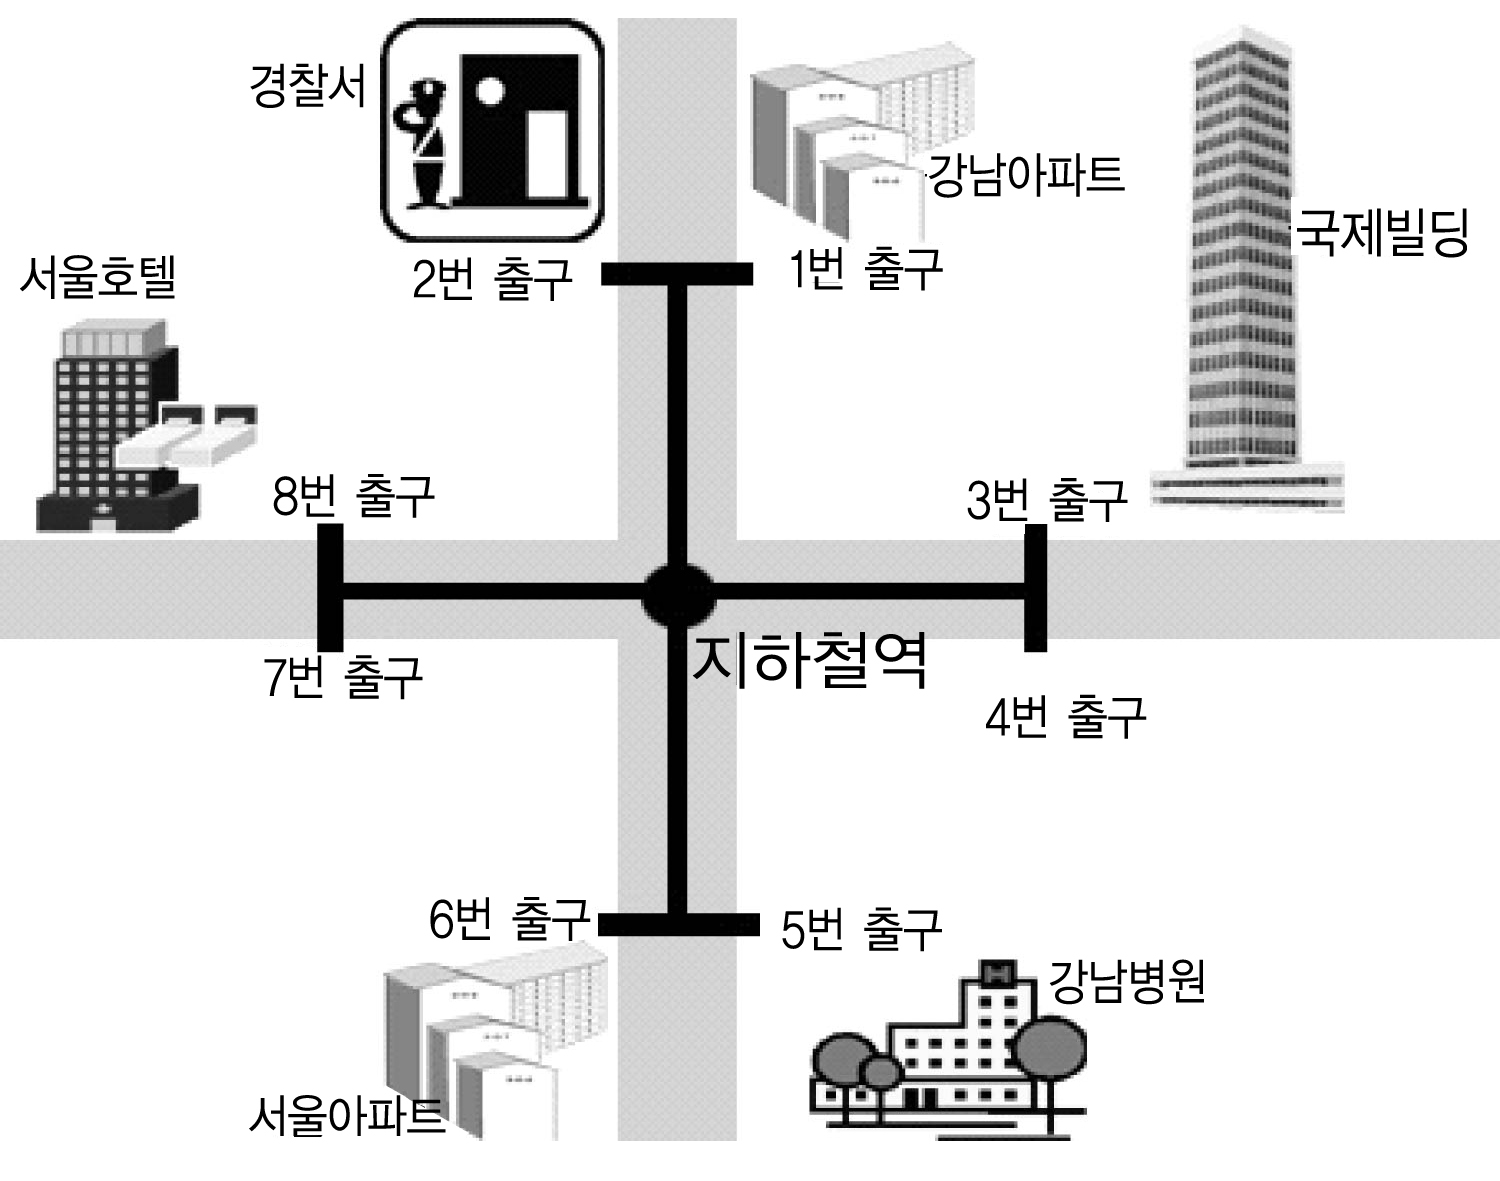 경찰서
강남아파트
국제빌딩
서울호텔
2번 출구
1번 출구
8번 출구
3번 출구
지하철역
7번 출구
4번 출구
6번 출구
5번 출구
강남병원
서울아파트
H